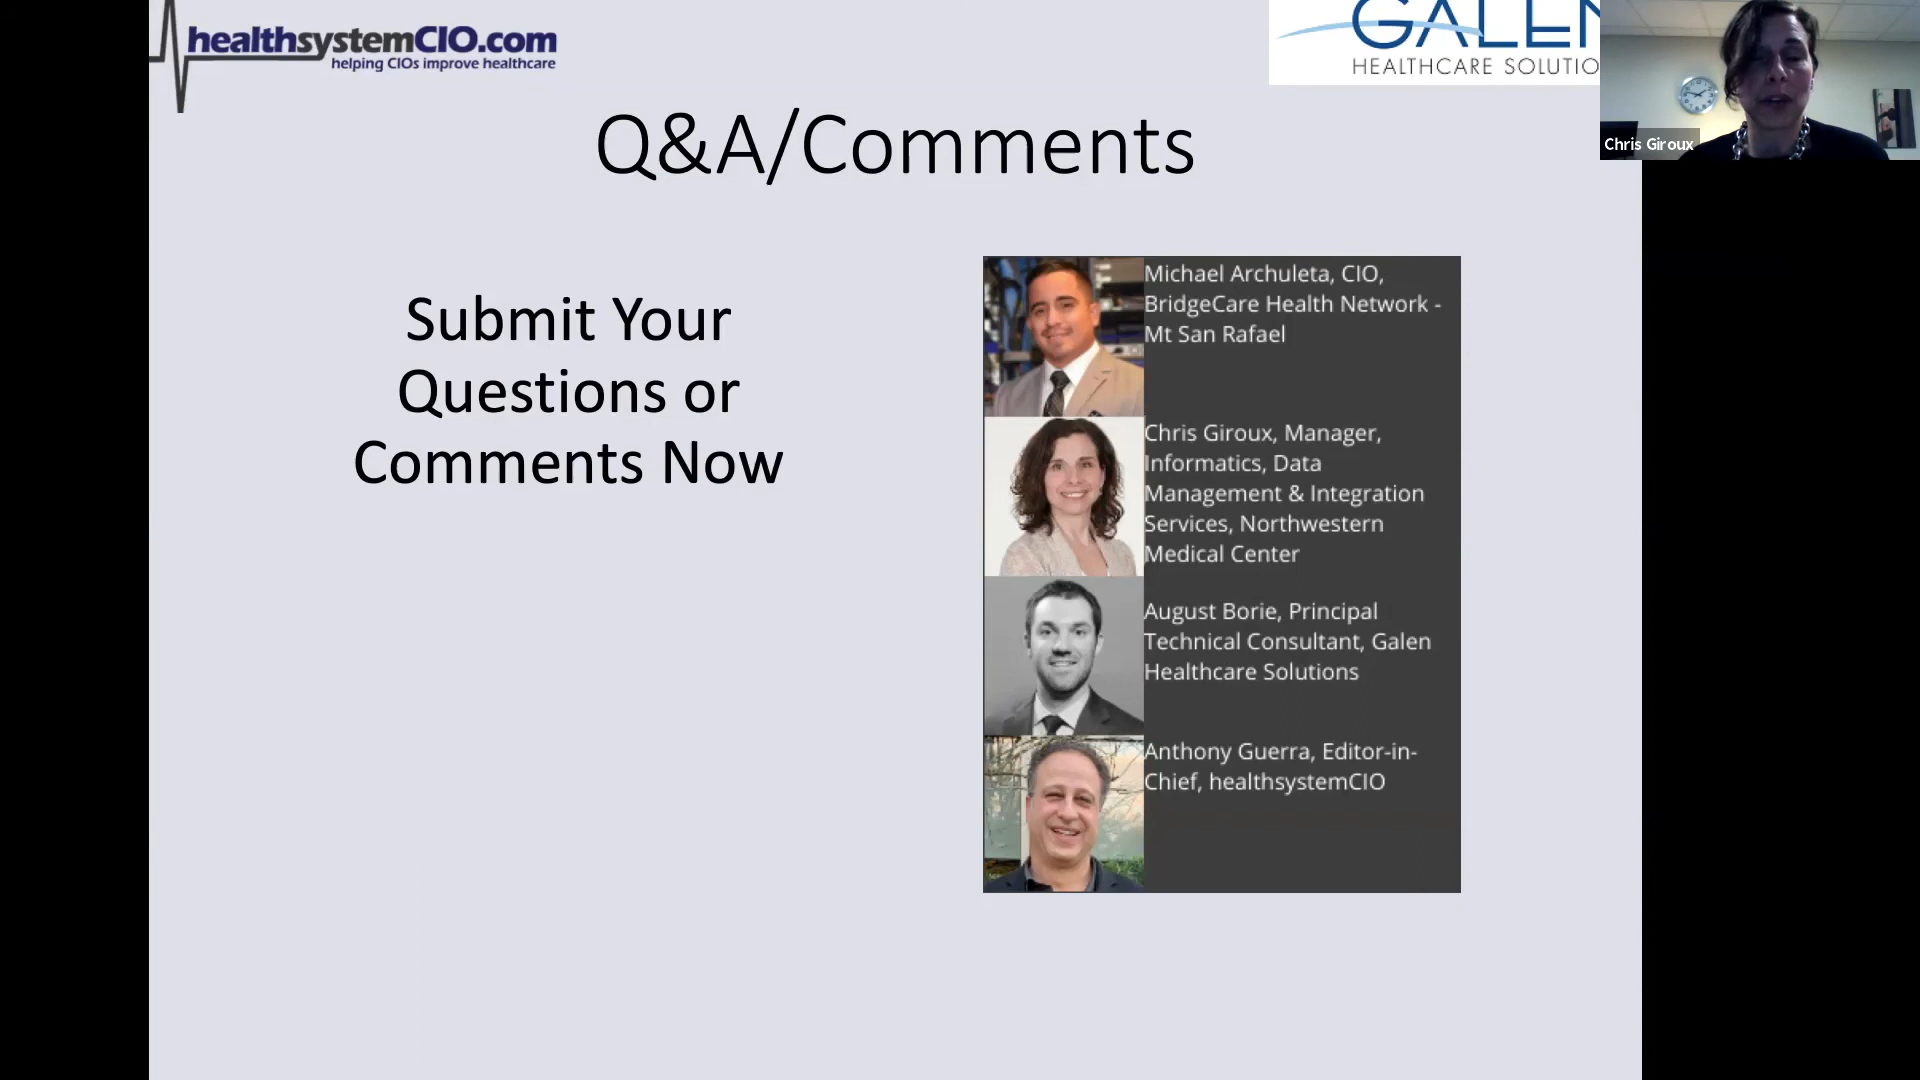 healthsystemCIO.com
helping CIOs improve healthcare
HEALTHCARE
Chris Giroux
Q&A/Comments
Submit Your
Questions or
Comments Now
Michael Archuleta, CIO,
BridgeCare Health Network -
Mt San Rafael
Chris Giroux, Manager,
Informatics, Data
Management & Integration
Services, Northwestern
Medical Center
August Borie, Principal
Technical Consultant, Galen
Healthcare Solutions
Anthony Guerra, Editor-in-
Chief, healthsystemCIO